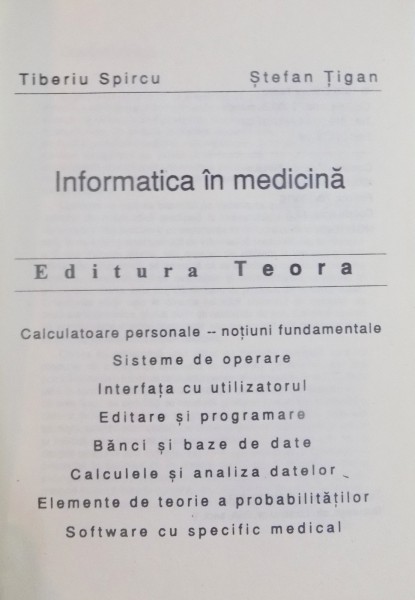 Tiberiu Spircu Ștefan Țigan
Informatica în medicină
Editura Teora
Calculatoare personale -- noțiuni fundamentale
Sisteme de operare
Interfața cu utilizatorul
Editare și programare
Bănci și baze de date
Calculele și analiza datelor
Elemente de teorie a probabilităților
Software cu specific medical